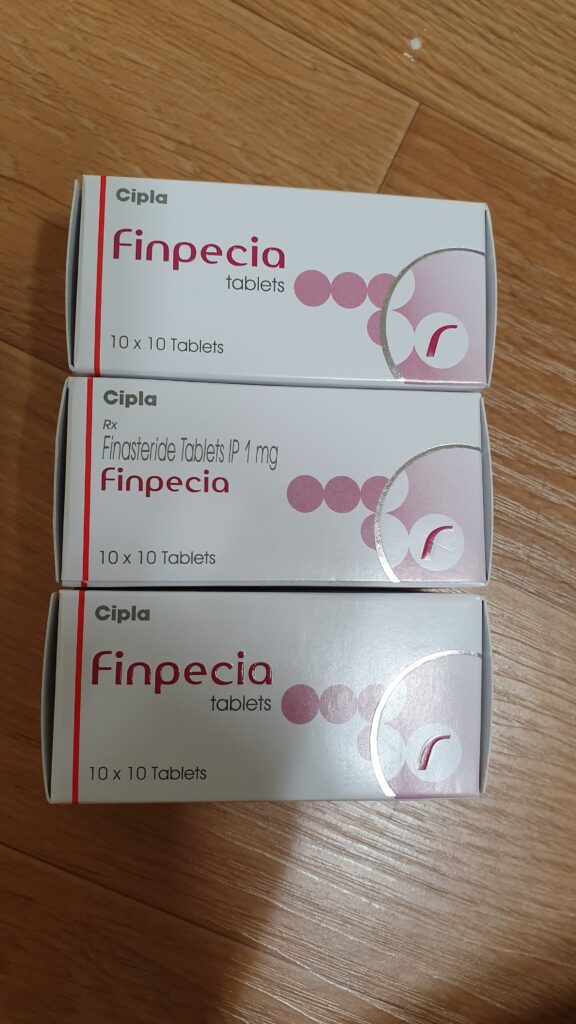 Cipla
Finpecia
tablets
10 x 10 Tablets
Cipla
Rx
Finasteride Tablets IP 1 mg
Finpecia
10 x 10 Tablets
Cipla
Finpecia
tablets
10 x 10 Tablets